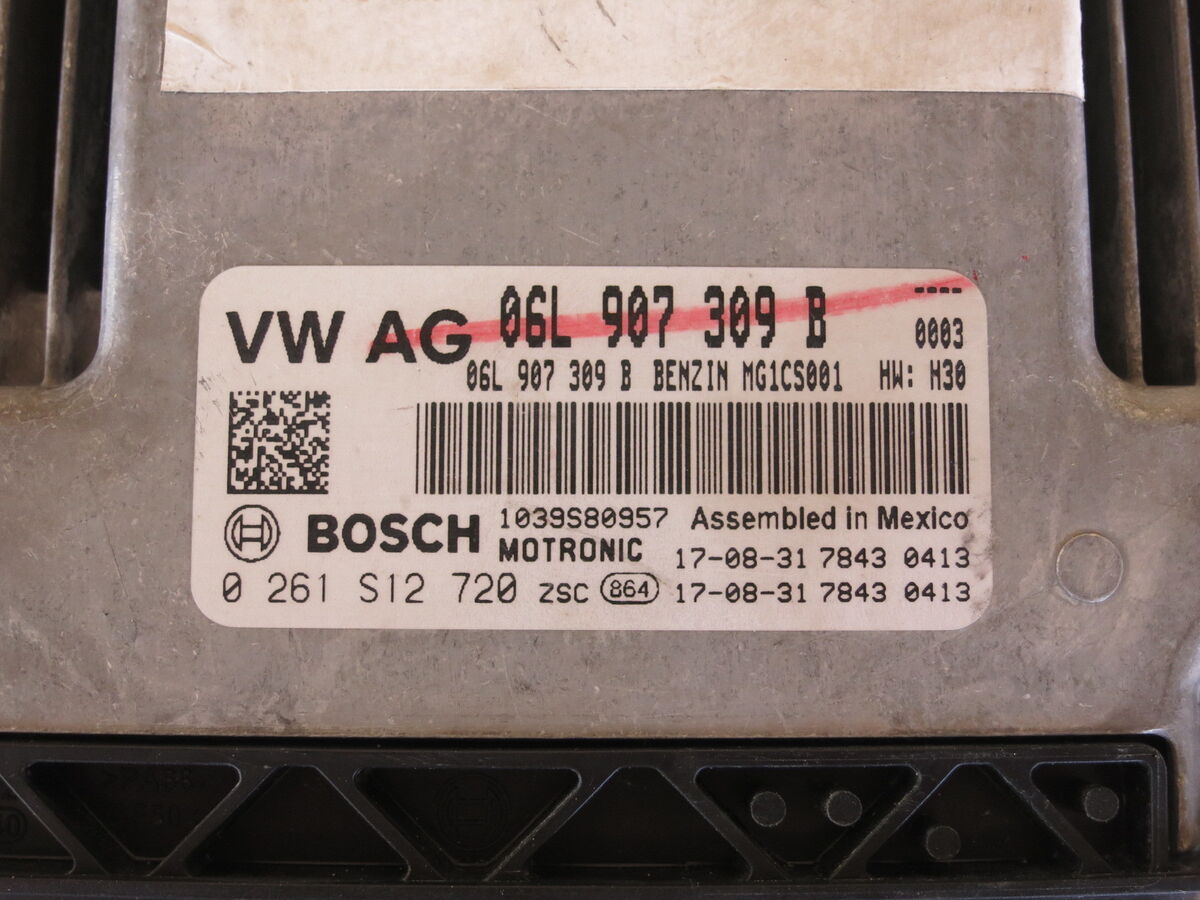 VW AG 06L 907 309 B ----
0003
06L 907 309 B BENZIN MG1CS001 HW: H30
BOSCH 1039S80957 Assembled in Mexico
MOTRONIC 17-08-31 7843 0413
0 261 S12 720 ZSC 864 17-08-31 7843 0413